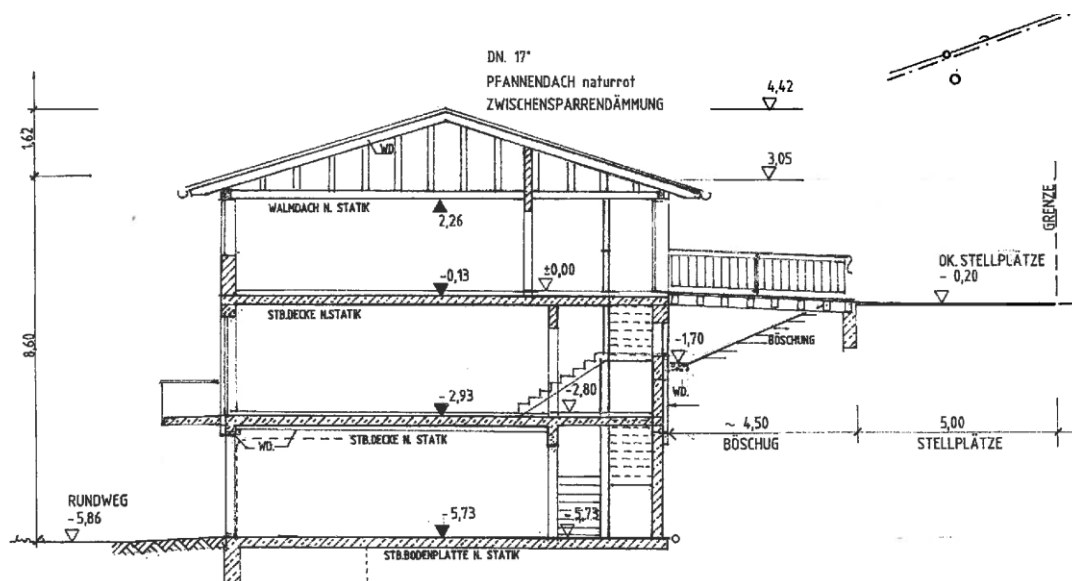 DN. 17°
PFANNENDACH naturrot
ZWISCHENSPARRENDÄMMUNG
4,42
1,62
WD.
3,05
WALMDACH N. STATIK
2,26
GRENZE
-0,13
±0,00
OK. STELLPLÄTZE
- 0,20
STB.DECKE N.STATIK
8,60
-1,70
BÖSCHUNG
-2,93
-2,80
WD.
STB.DECKE N. STATIK
WD.
~ 4,50
BÖSCHUG
5,00
STELLPLÄTZE
RUNDWEG
-5,86
-5,73
-5,73
STB.BODENPLATTE N. STATIK